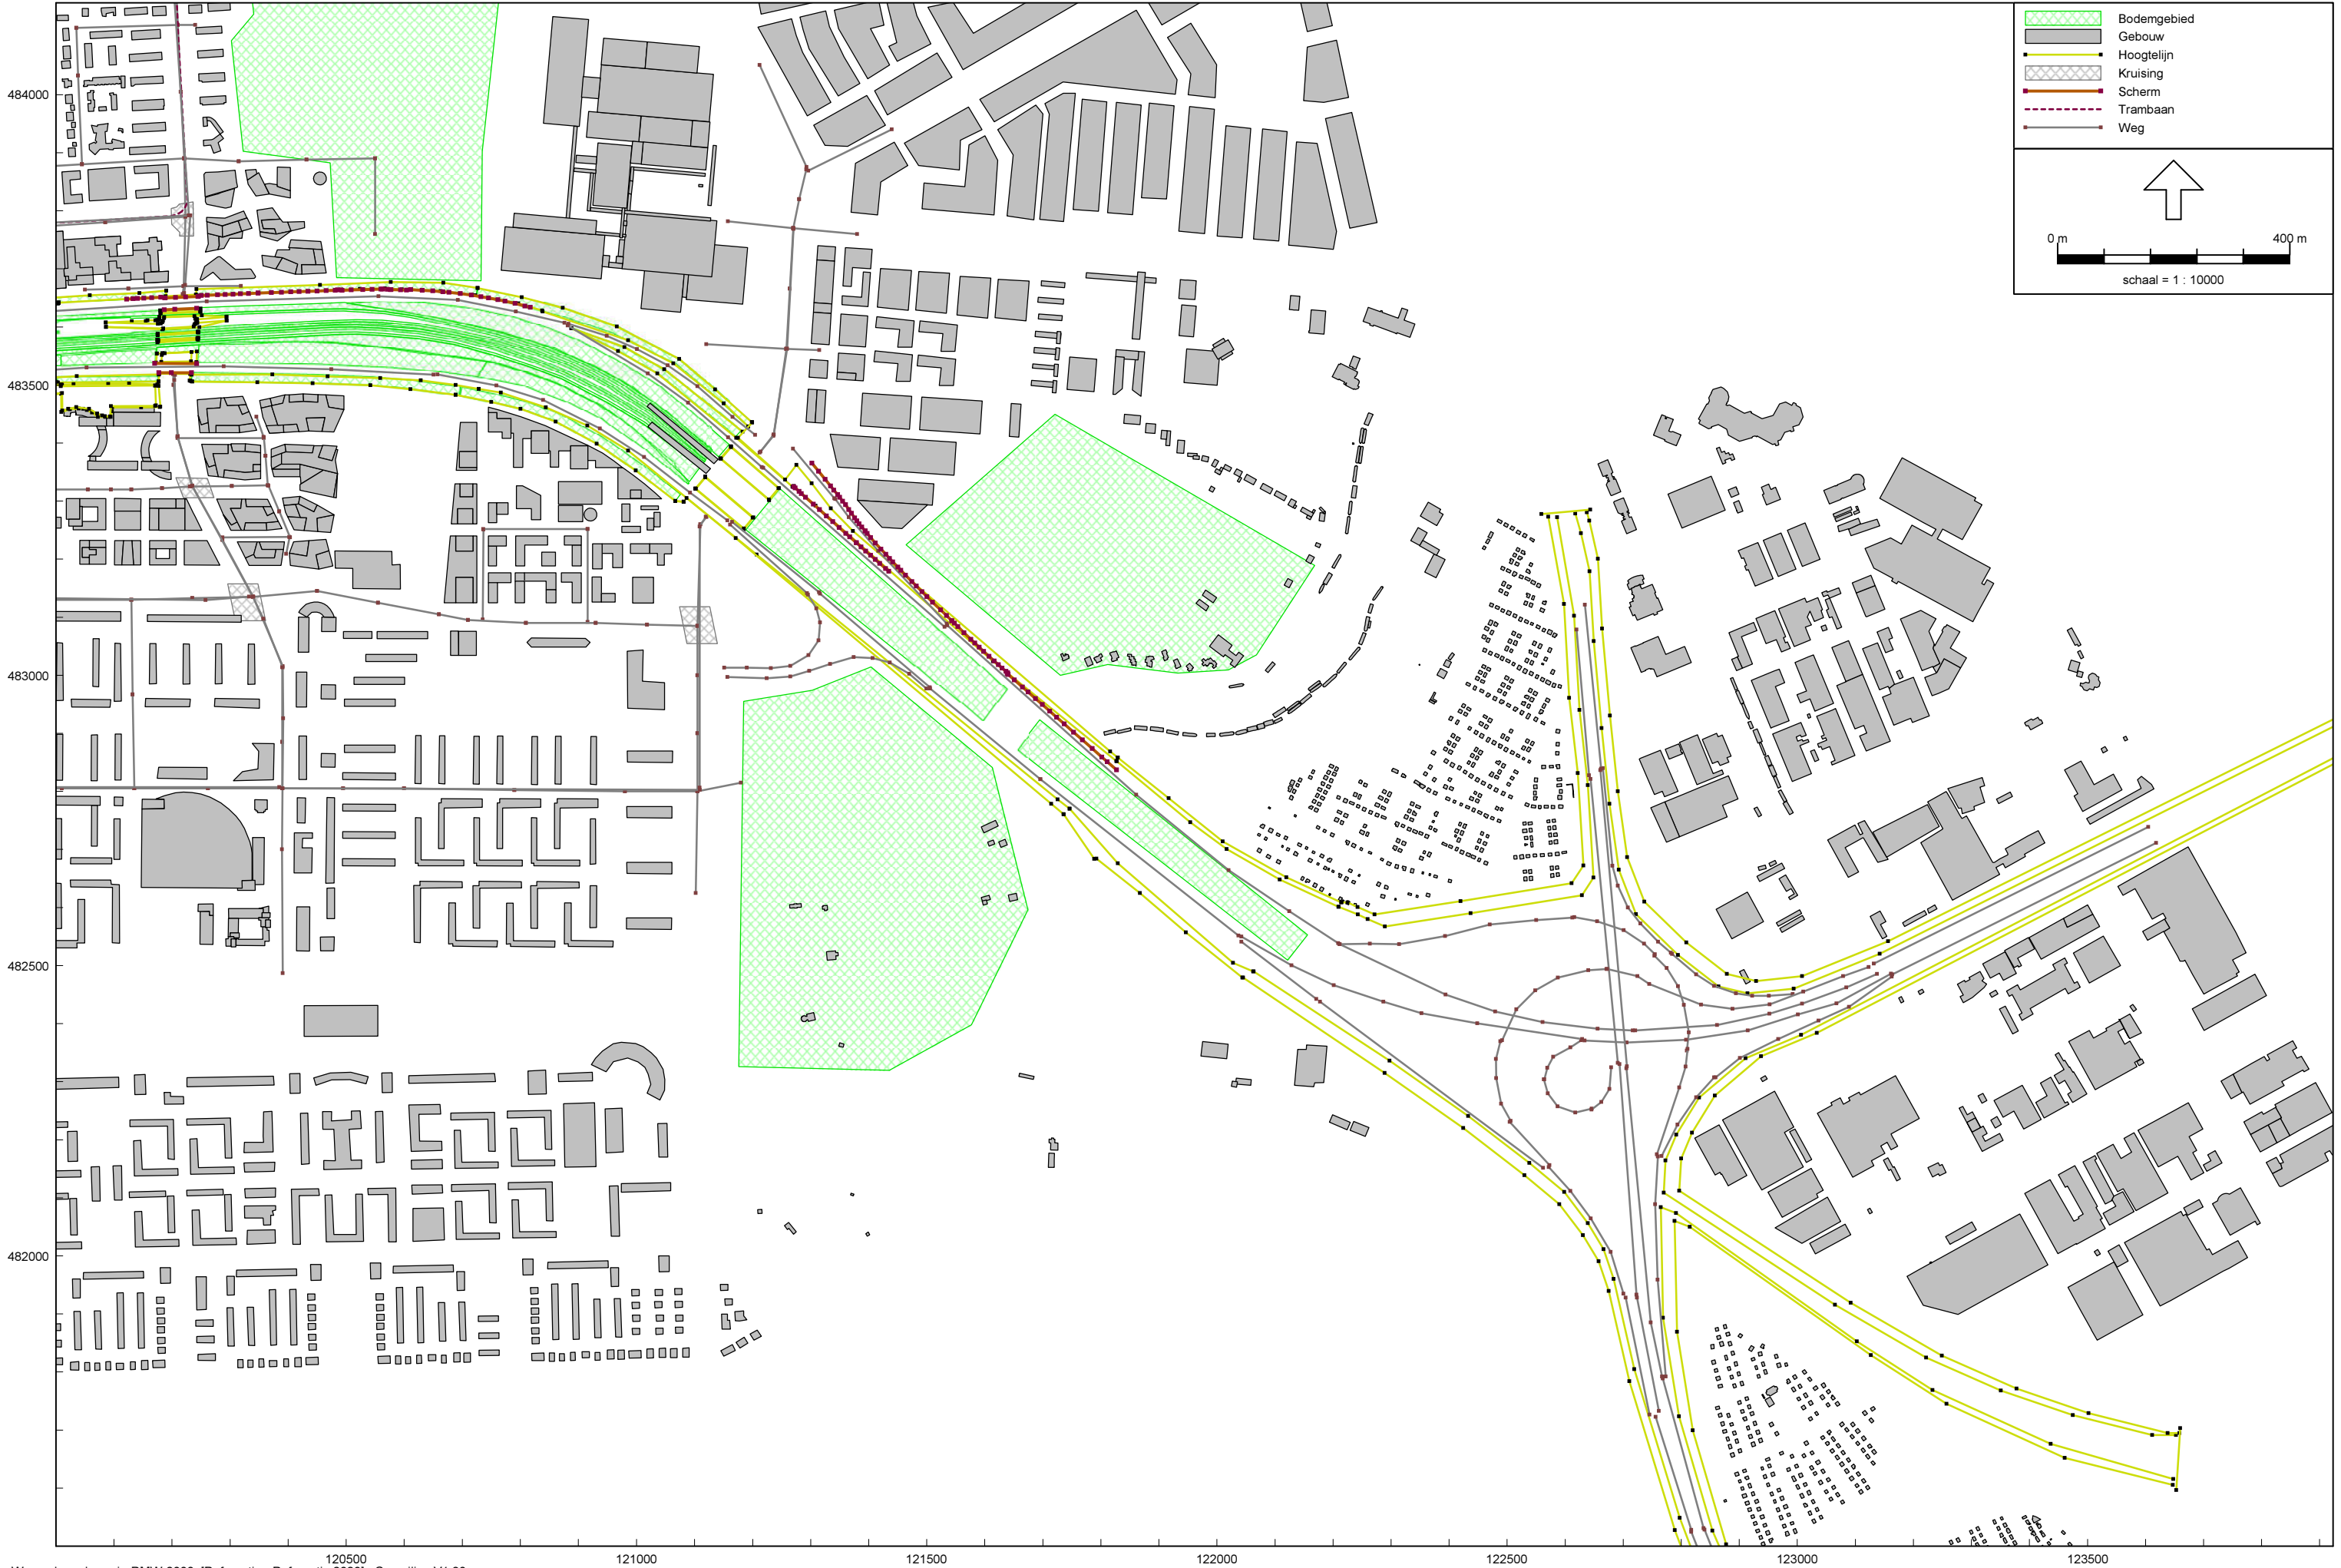 Bodemgebied
Gebouw
Hoogtelijn
Kruising
Scherm
Trambaan
Weg
0 m 400 m
schaal = 1 : 10000
484000
483500
483000
482500
482000
120500 121000 121500 122000 122500 123000 123500